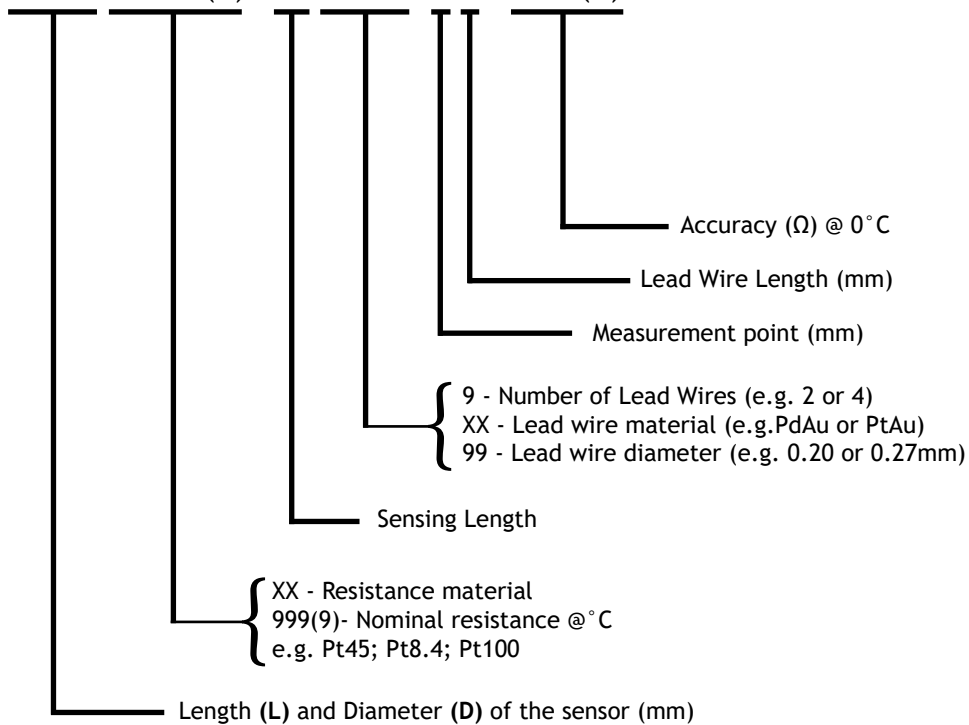 Accuracy (Ω) @ 0°C
Lead Wire Length (mm)
Measurement point (mm)
9 - Number of Lead Wires (e.g. 2 or 4)
XX - Lead wire material (e.g.PdAu or PtAu)
99 - Lead wire diameter (e.g. 0.20 or 0.27mm)
Sensing Length
XX - Resistance material
999(9)- Nominal resistance @°C
e.g. Pt45; Pt8.4; Pt100
Length (L) and Diameter (D) of the sensor (mm)